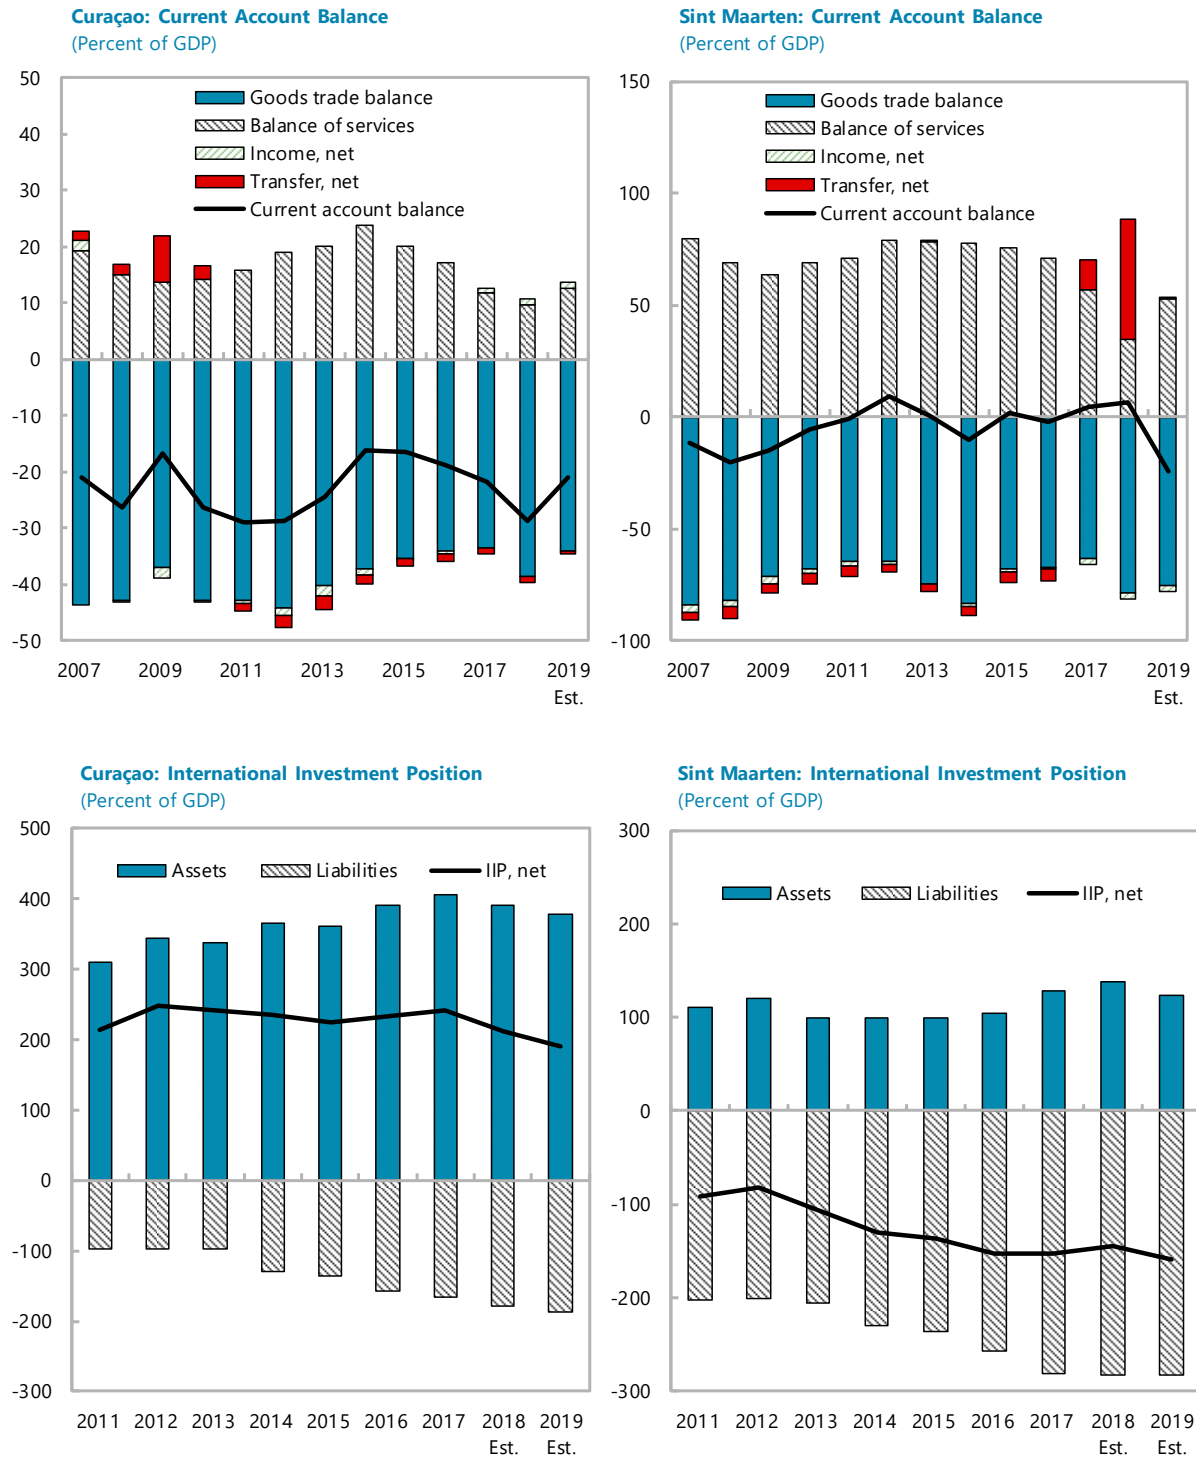 Curaçao: Current Account Balance
(Percent of GDP)
50
40
30
20
10
0
-10
-20
-30
-40
-50
Goods trade balance
Balance of services
Income, net
Transfer, net
Current account balance
2007 2009 2011 2013 2015 2017 2019
Est.
Sint Maarten: Current Account Balance
(Percent of GDP)
150
100
50
0
-50
-100
Goods trade balance
Balance of services
Income, net
Transfer, net
Current account balance
2007 2009 2011 2013 2015 2017 2019
Est.
Curaçao: International Investment Position
(Percent of GDP)
500
400
300
200
100
0
-100
-200
-300
Assets Liabilities IIP, net
2011 2012 2013 2014 2015 2016 2017 2018 2019
Est. Est.
Sint Maarten: International Investment Position
(Percent of GDP)
300
200
100
0
-100
-200
-300
Assets Liabilities IIP, net
2011 2012 2013 2014 2015 2016 2017 2018 2019
Est. Est.